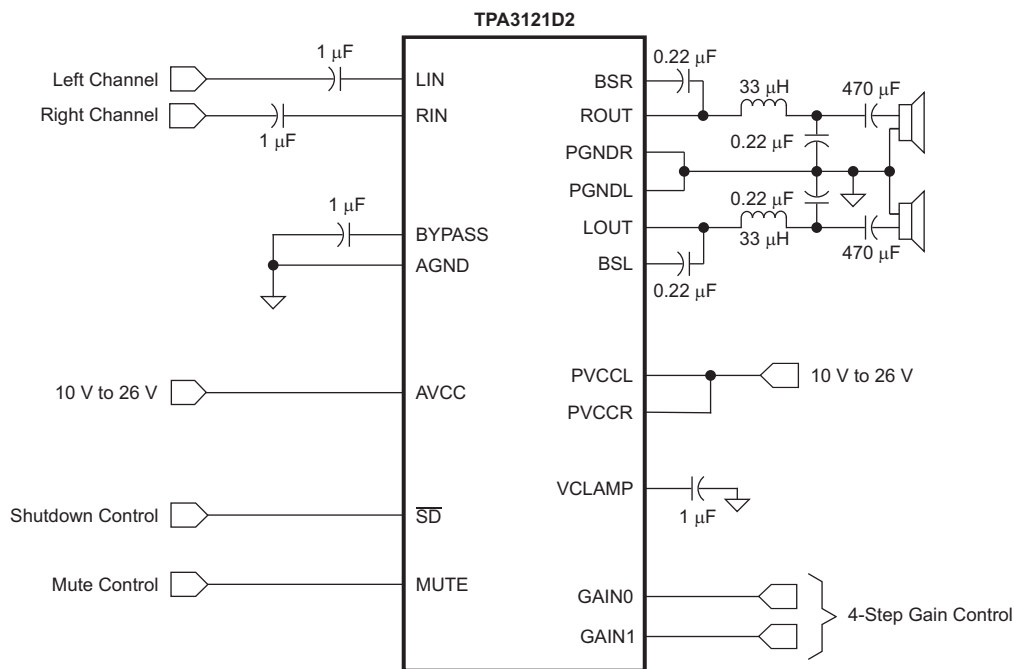 TPA3121D2
1 μF
Left Channel
LIN
Right Channel
RIN
1 μF
1 μF
BYPASS
AGND
10 V to 26 V
AVCC
Shutdown Control
SD
Mute Control
MUTE
0.22 μF
BSR
33 μH
470 μF
ROUT
0.22 μF
PGNDR
PGNDL
0.22 μF
LOUT
33 μH
470 μF
BSL
0.22 μF
PVCCL
10 V to 26 V
PVCCR
VCLAMP
1 μF
GAIN0
4-Step Gain Control
GAIN1